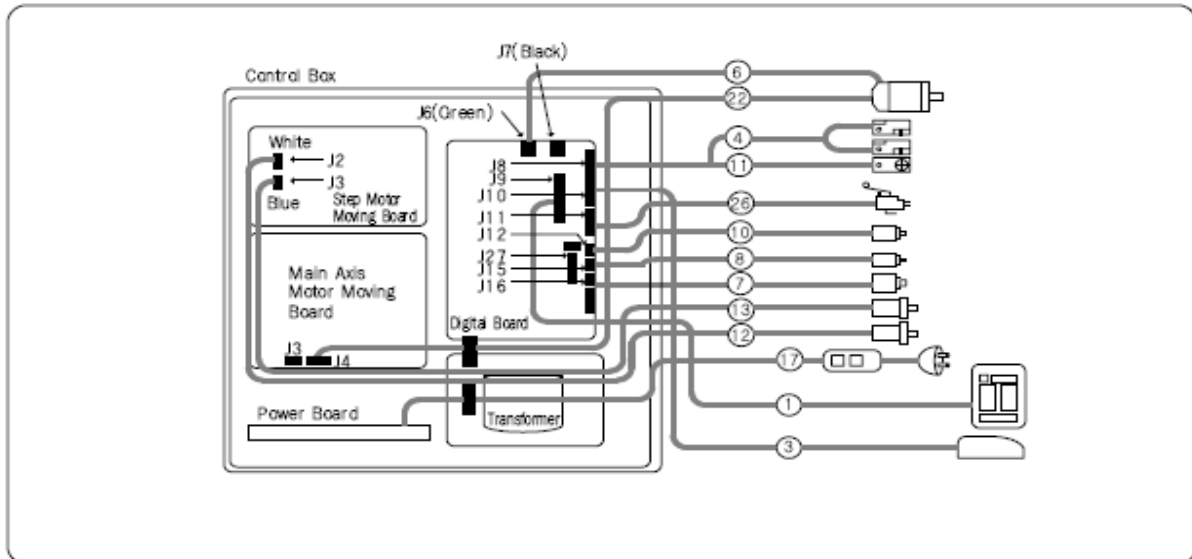 J7(Black)
Control Box
J6(Green)
White
J2
J3
Blue
Step Motor
Moving Board
J8
J9
J10
J11
J12
J27
J15
J16
Digital Board
Main Axis
Motor Moving
Board
J3
J4
Power Board
Transformer
6
22
4
11
26
10
8
7
13
12
17
1
3